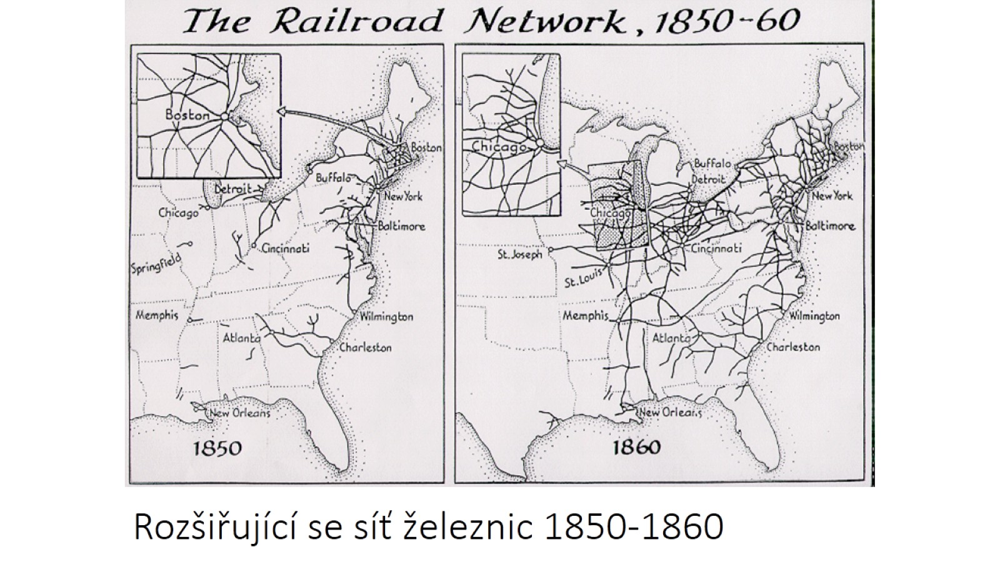 The Railroad Network, 1850-60
Boston
Boston
Buffalo
Detroit
New York
Chicago
Baltimore
Cincinnati
Springfield
Memphis
Wilmington
Atlanta
Charleston
New Orleans
1850
Chicago
Boston
Buffalo
Detroit
New York
Chicago
Baltimore
Cincinnati
St. Joseph
St. Louis
Memphis
Wilmington
Atlanta
Charleston
New Orleans
1860
Rozšiřující se síť železnic 1850-1860